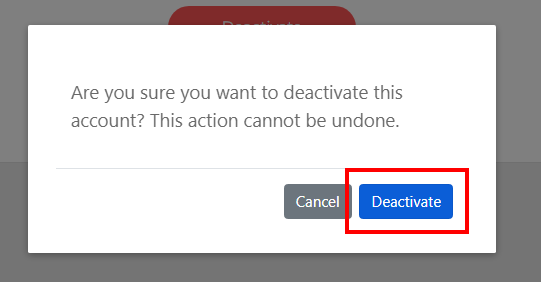 Deactivate
Are you sure you want to deactivate this
account? This action cannot be undone.
Cancel
Deactivate